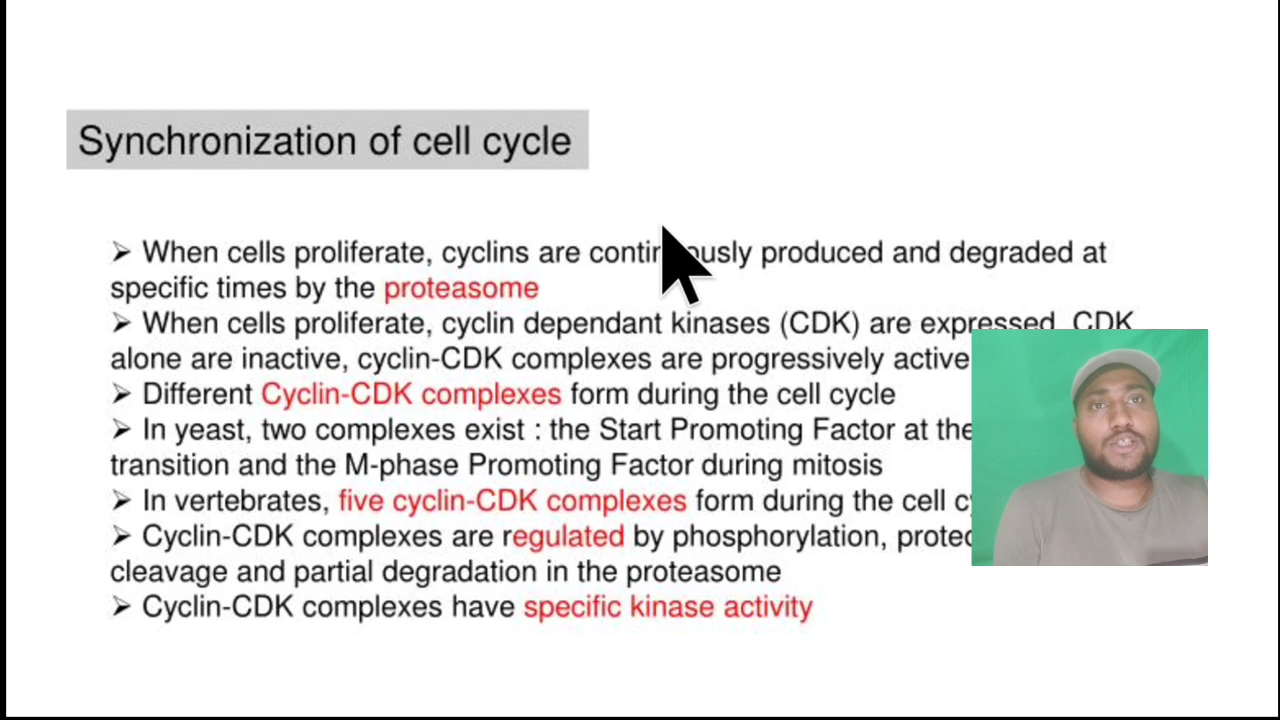 Synchronization of cell cycle
➢ When cells proliferate, cyclins are continuously produced and degraded at
specific times by the proteasome
➢ When cells proliferate, cyclin dependant kinases (CDK) are expressed, CDK
alone are inactive, cyclin-CDK complexes are progressively active
➢ Different Cyclin-CDK complexes form during the cell cycle
➢ In yeast, two complexes exist : the Start Promoting Factor at the
transition and the M-phase Promoting Factor during mitosis
➢ In vertebrates, five cyclin-CDK complexes form during the cell
➢ Cyclin-CDK complexes are regulated by phosphorylation,
cleavage and partial degradation in the proteasome
➢ Cyclin-CDK complexes have specific kinase activity